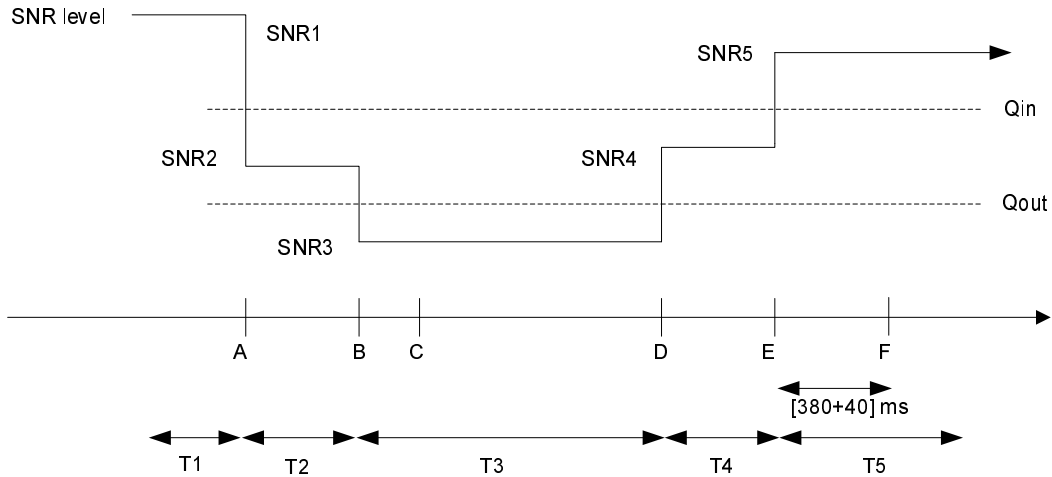 SNR level
SNR1
SNR5
Qin
SNR2
SNR4
Qout
SNR3
A B C D E F
[380+40] ms
T1 T2 T3 T4 T5